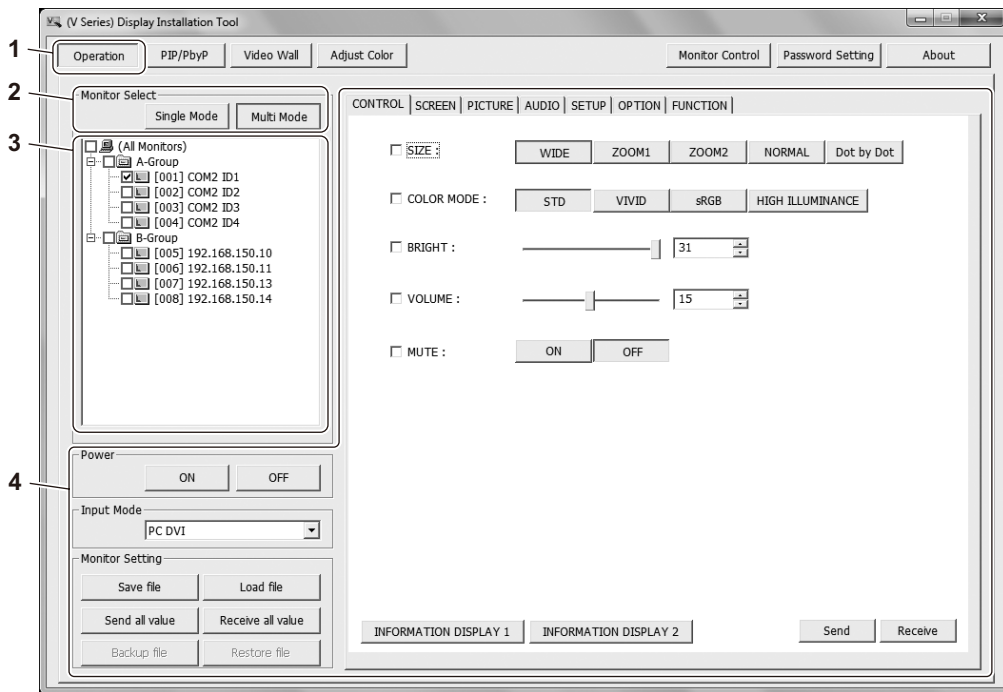 (V Series) Display Installation Tool
1
Operation PIP/PbyP Video Wall Adjust Color Monitor Control Password Setting About
2
Monitor Select
Single Mode Multi Mode
3
(All Monitors)
A-Group
[001] COM2 ID1
[002] COM2 ID2
[003] COM2 ID3
[004] COM2 ID4
B-Group
[005] 192.168.150.10
[006] 192.168.150.11
[007] 192.168.150.13
[008] 192.168.150.14
CONTROL SCREEN PICTURE AUDIO SETUP OPTION FUNCTION
SIZE : WIDE ZOOM1 ZOOM2 NORMAL Dot by Dot
COLOR MODE : STD VIVID sRGB HIGH ILLUMINANCE
BRIGHT : 31
VOLUME : 15
MUTE : ON OFF
4
Power
ON OFF
Input Mode
PC DVI
Monitor Setting
Save file Load file
Send all value Receive all value
Backup file Restore file
INFORMATION DISPLAY 1 INFORMATION DISPLAY 2 Send Receive